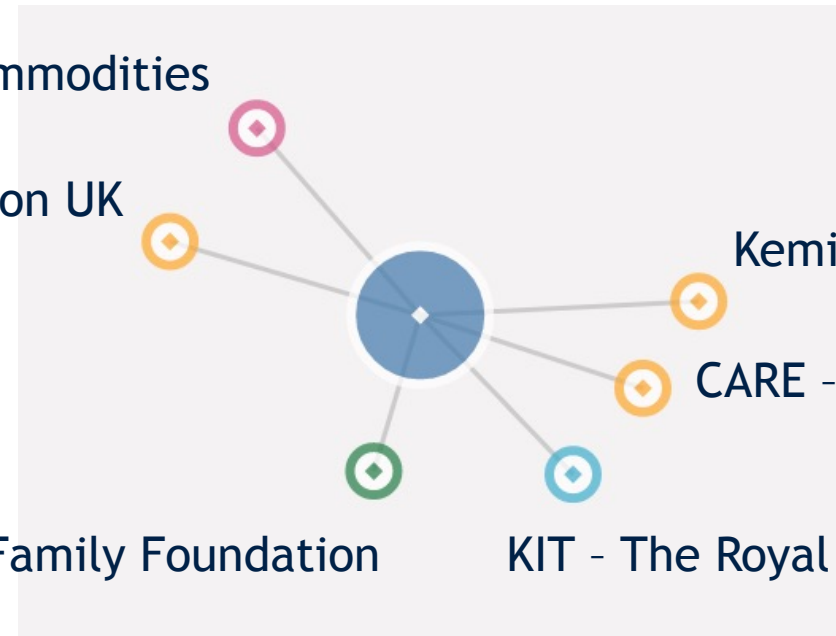 mmodities
on UK
Kemi
CARE –
Family Foundation
KIT – The Royal